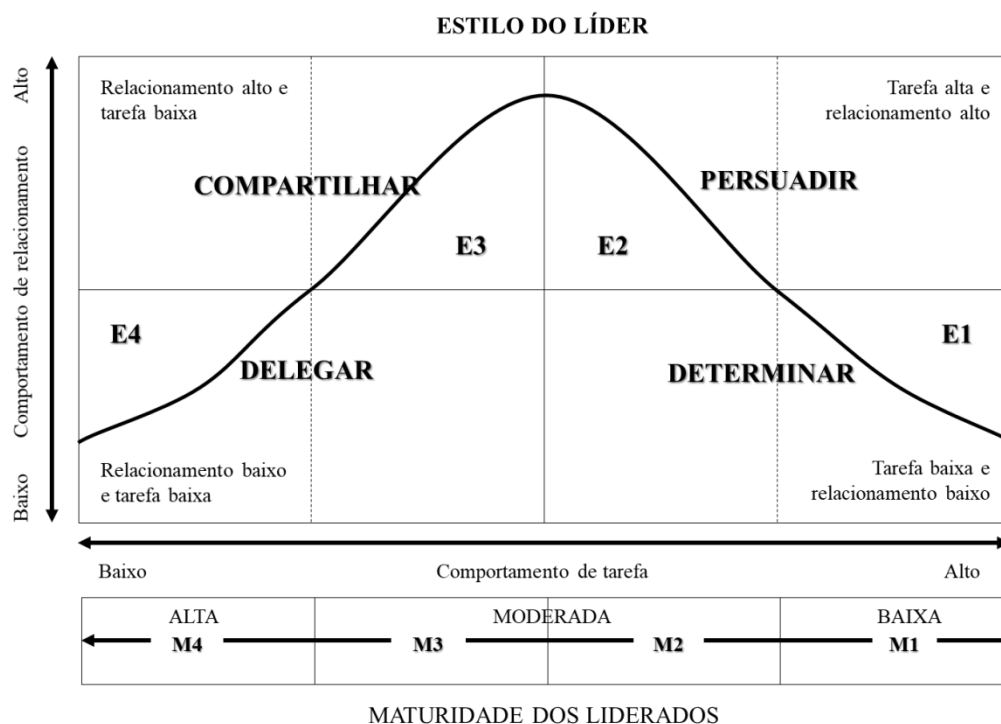 ESTILO DO LÍDER
Alto
Comportamento de relacionamento
Baixo
Relacionamento alto e
tarefa baixa
Tarefa alta e
relacionamento alto
COMPARTILHAR
PERSUADIR
E3
E2
E4
E1
DELEGAR
DETERMINAR
Relacionamento baixo
e tarefa baixa
Tarefa baixa e
relacionamento baixo
Baixo
Comportamento de tarefa
Alto
ALTA
MODERADA
BAIXA
M4
M3
M2
M1
MATURIDADE DOS LIDERADOS